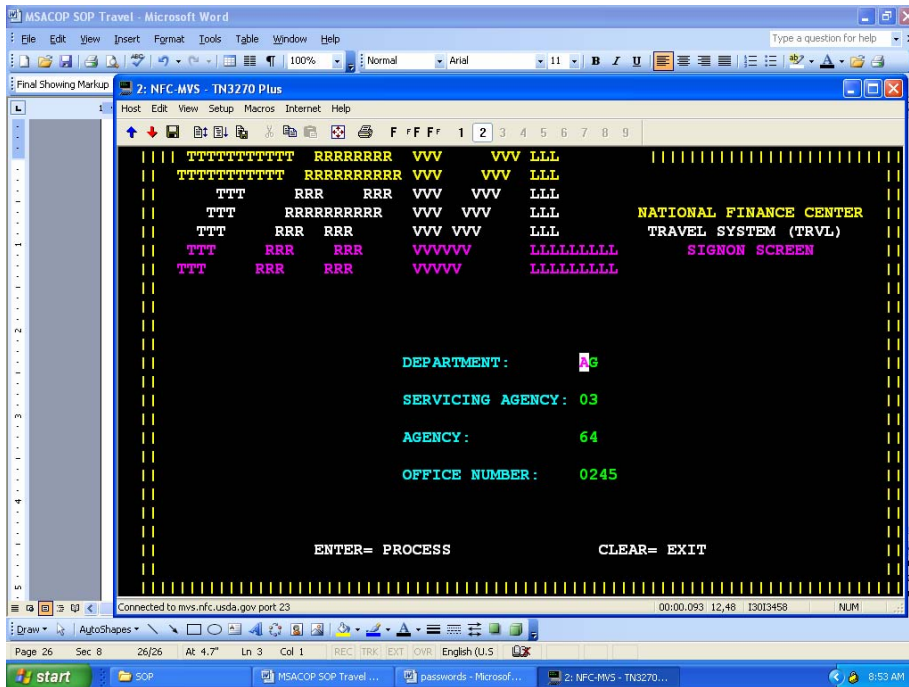 MSACOP SOP Travel - Microsoft Word
File Edit View Insert Format Tools Table Window Help Type a question for help
100% Normal Arial 11 B I U
Final Showing Markup
2: NFC-MVS - TN3270 Plus
Host Edit View Setup Macros Internet Help
F FF FF 1 2 3 4 5 6 7 8 9
|||| TTTTTTTTTTT RRRRRRRR VVV VVV LLL
|| TTTTTTTTTTT RRRRRRRRRR VVV VVV LLL
TTT RRR RRR VVV VVV LLL
TTT RRRRRRRRRR VVV VVV LLL NATIONAL FINANCE CENTER
TTT RRR RRR VVV VVV LLL TRAVEL SYSTEM (TRVL)
TTT RRR RRR VVVVVV LLLLLLLLL SIGNON SCREEN
TTT RRR RRR VVVVV LLLLLLLLL
DEPARTMENT: AG
SERVICING AGENCY: 03
AGENCY: 64
OFFICE NUMBER: 0245
ENTER= PROCESS CLEAR= EXIT
Connected to mvs.nfc.usda.gov port 23 00:00.093 12,48 I30I3458 NUM
Draw AutoShapes
Page 26 Sec 8 26/26 At 4.7" Ln 3 Col 1 REC TRK EXT OVR English (U.S
start SOP MSACOP SOP Travel ... passwords - Microsof... 2: NFC-MVS - TN3270... 8:53 AM